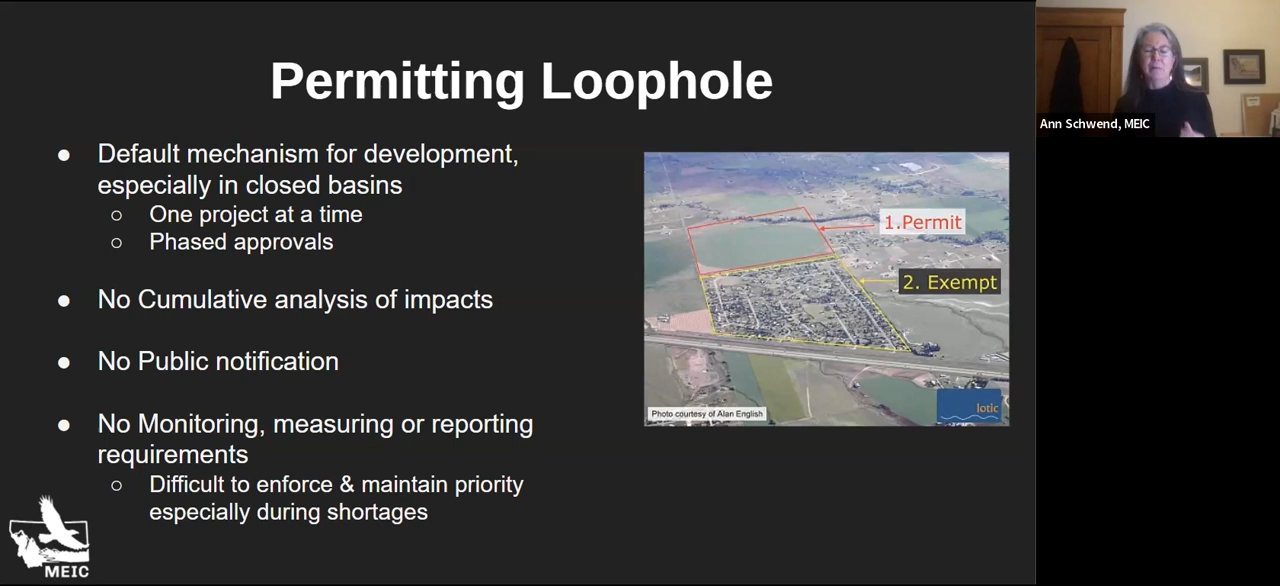 Permitting Loophole
● Default mechanism for development,
especially in closed basins
○ One project at a time
○ Phased approvals
● No Cumulative analysis of impacts
● No Public notification
● No Monitoring, measuring or reporting
requirements
○ Difficult to enforce & maintain priority
especially during shortages
1.Permit
2. Exempt
Photo courtesy of Alan English
lotic
MEIC
Ann Schwend, MEIC